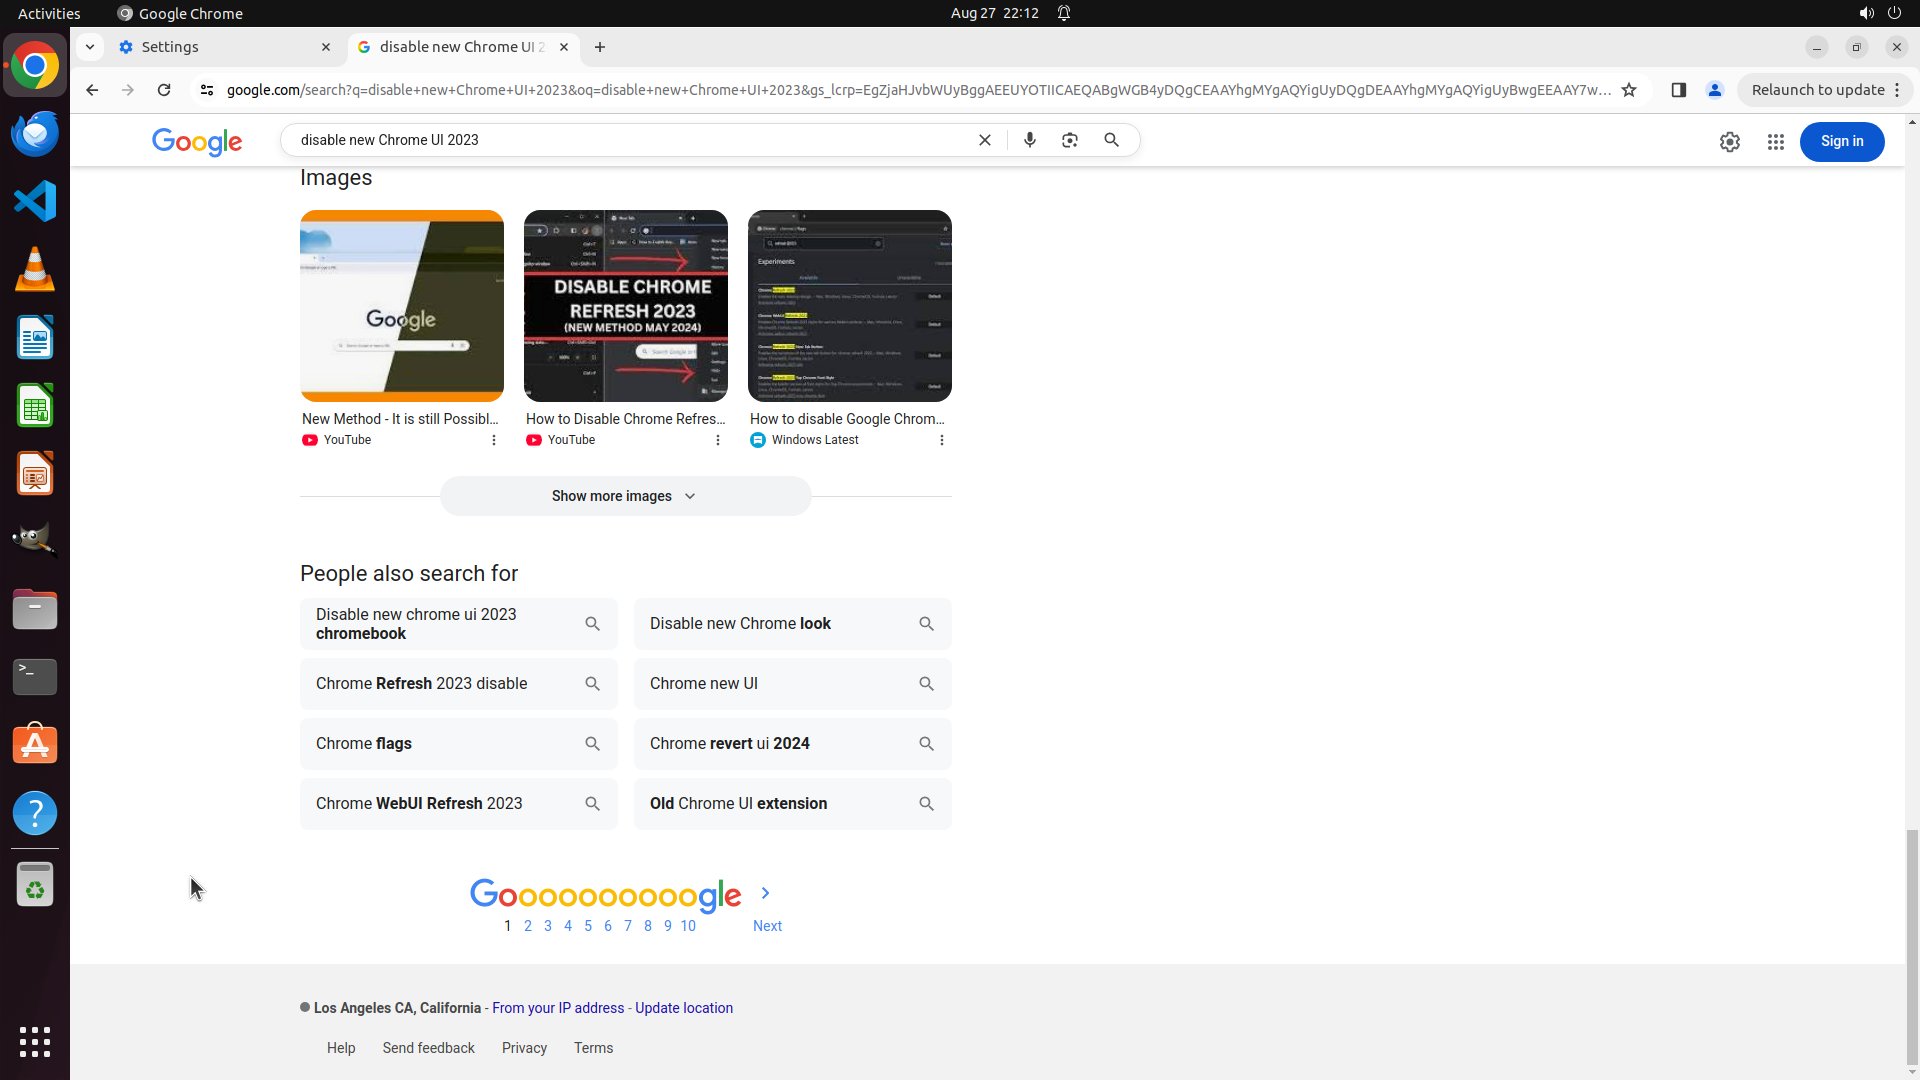 Activities
Google Chrome
Aug 27 22:12
Settings
disable new Chrome UI 2
google.com/search?q=disable+new+Chrome+UI+2023&oq=disable+new+Chrome+UI+2023&gs_lcrp=EgZjaHJvbWUyBggAEEUYOTIICAEQABgWGB4yDQgCEAAYhgMYgAQYigUyDQgDEAAYhgMYgAQYigUyBwgEEAAY7w...
Relaunch to update
Google
disable new Chrome UI 2023
Sign in
Images
Google
DISABLE CHROME
REFRESH 2023
(NEW METHOD MAY 2024)
Experiments
New Method - It is still Possibl...
YouTube
How to Disable Chrome Refres...
YouTube
How to disable Google Chrom...
Windows Latest
Show more images
People also search for
Disable new chrome ui 2023
chromebook
Disable new Chrome look
Chrome Refresh 2023 disable
Chrome new UI
Chrome flags
Chrome revert ui 2024
Chrome WebUI Refresh 2023
Old Chrome UI extension
Goooooooooogle
1 2 3 4 5 6 7 8 9 10 Next
Los Angeles CA, California - From your IP address - Update location
Help Send feedback Privacy Terms